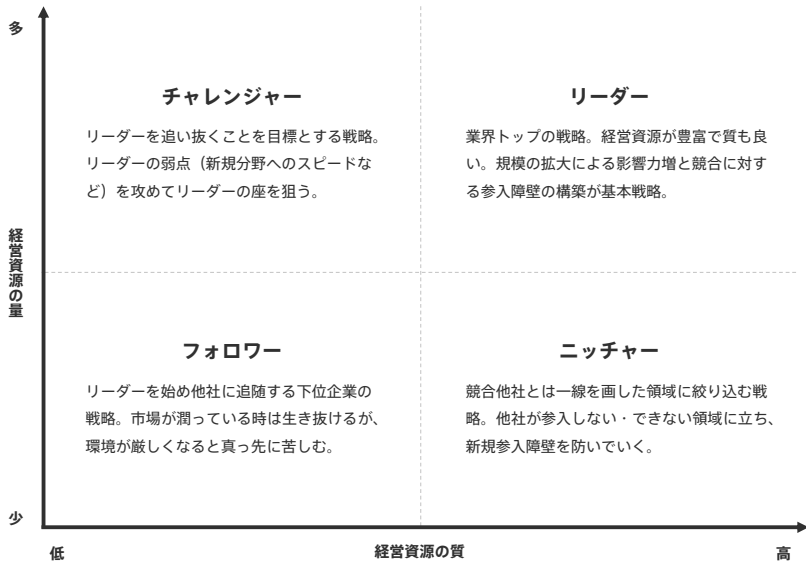 多
チャレンジャー
リーダーを追い抜くことを目標とする戦略。
リーダーの弱点（新規分野へのスピードな
ど）を攻めてリーダーの座を狙う。
リーダー
業界トップの戦略。経営資源が豊富で質も良
い。規模の拡大による影響力増と競合に対す
る参入障壁の構築が基本戦略。
経営資源の量
フォロワー
リーダーを始め他社に追随する下位企業の
戦略。市場が潤っている時は生き抜けるが、
環境が厳しくなると真っ先に苦しむ。
ニッチャー
競合他社とは一線を画した領域に絞り込む戦
略。他社が参入しない・できない領域に立ち、
新規参入障壁を防いでいく。
少
低
経営資源の質
高